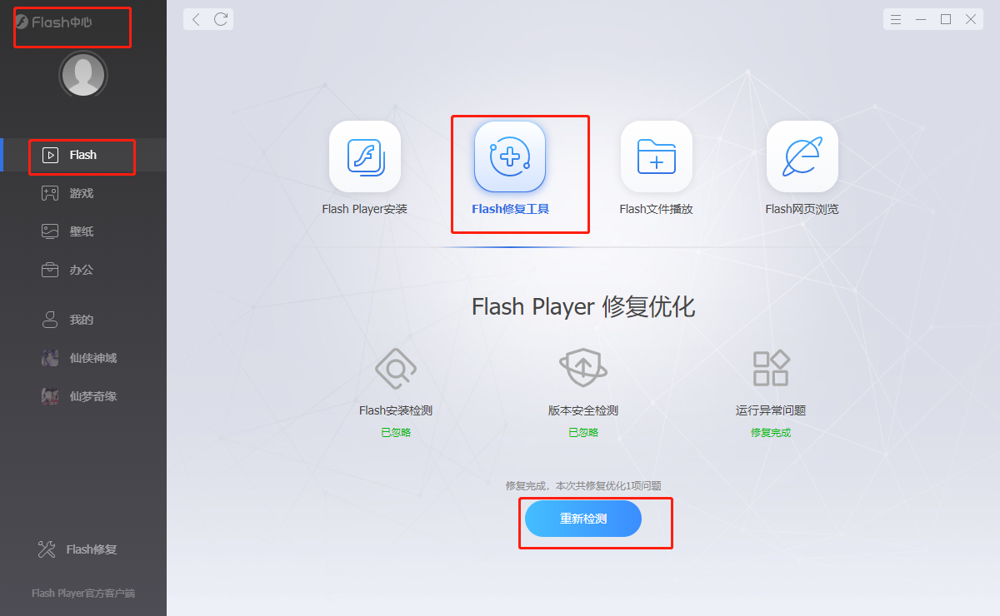 Flash中心
Flash
游戏
壁纸
办公
我的
仙侠神域
仙梦奇缘
Flash修复
Flash Player官方客户端
Flash Player安装
Flash修复工具
Flash文件播放
Flash网页浏览
Flash Player 修复优化
Flash安装检测
版本安全检测
运行异常问题
已忽略
已忽略
修复完成
修复完成，本次共修复优化1项问题
重新检测